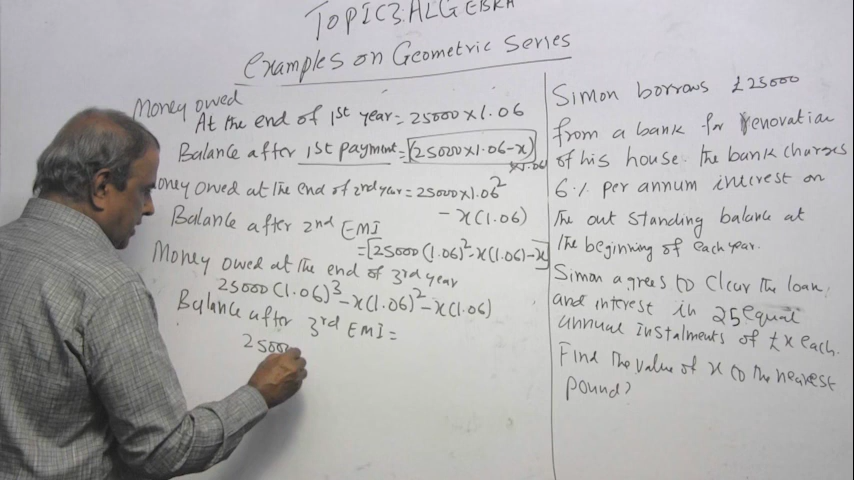 TOPIC3: ALGEBRA
Examples on Geometric Series
Money owed
At the end of 1st year = 25000 x 1.06
Balance after 1st payment = (25000 x 1.06 - x)
x 1.06
Money owed at the end of 2nd year = 25000 x 1.06²
- x(1.06)
Balance after 2nd EMI
= [25000 (1.06)² - x(1.06) - x]
Money owed at the end of 3rd year
25000 (1.06)³ - x(1.06)² - x(1.06)
Balance after 3rd EMI =
25000
Simon borrows £25000
from a bank for renovation
of his house. The bank charges
6% per annum interest on
the out standing balance at
the beginning of each year.
Simon agrees to clear the loan
and interest in 25 equal
annual instalments of £x each.
Find the value of x to the nearest
pound?